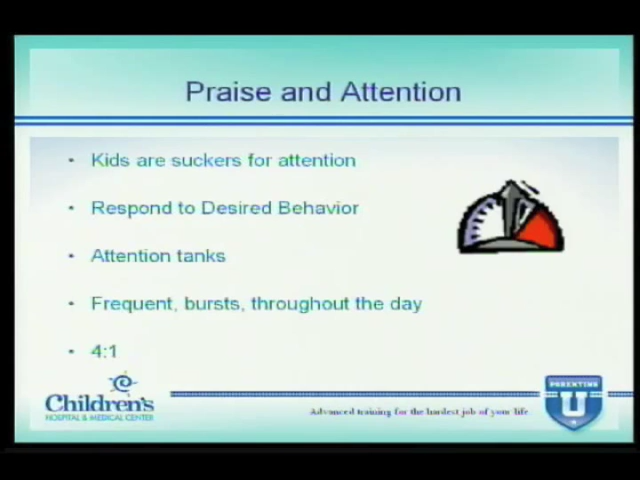 Praise and Attention
• Kids are suckers for attention
• Respond to Desired Behavior
• Attention tanks
• Frequent, bursts, throughout the day
• 4:1
Children's
HOSPITAL & MEDICAL CENTER
Advanced training for the hardest job of your life
PARENTING
U